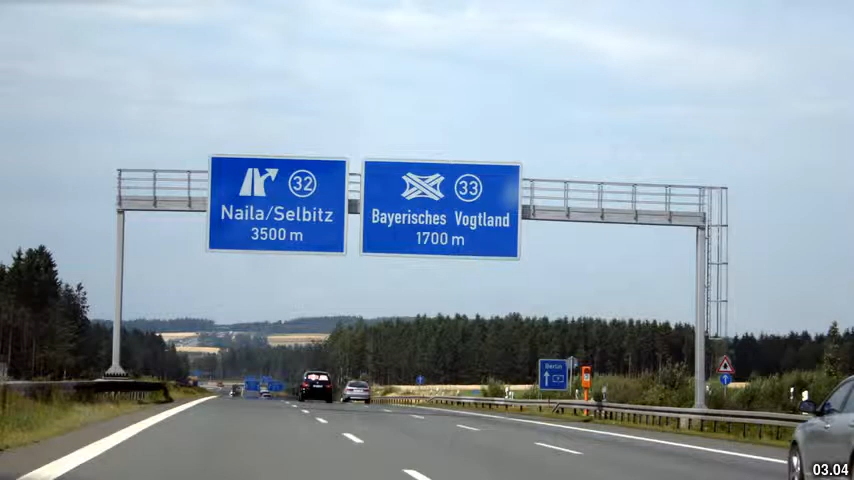 32
Naila/Selbitz
3500 m
33
Bayerisches Vogtland
1700 m
Berlin
03.04